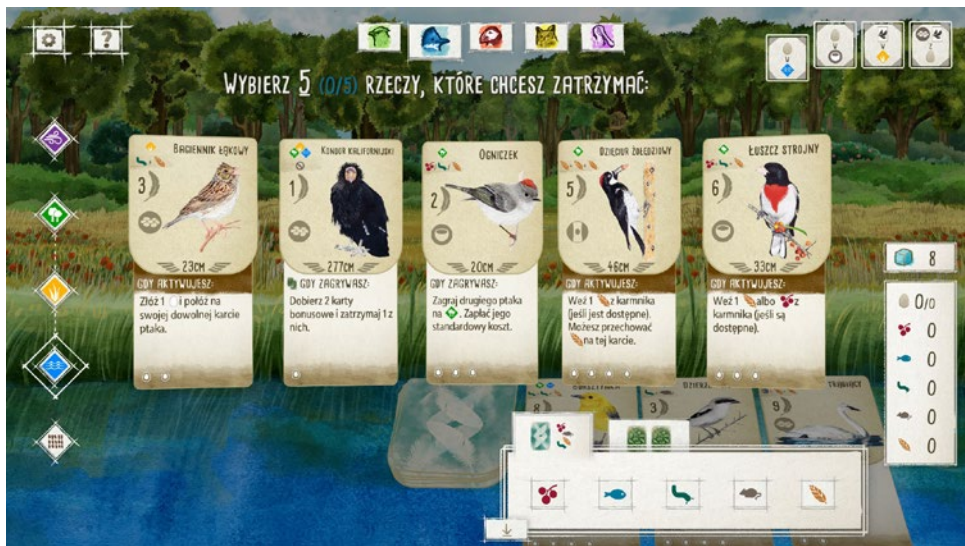 ?
WYBIERZ 5 (0/5) RZECZY, KTÓRE CHCESZ ZATRZYMAĆ:
BAGIENNIK ŁĄKOWY
3
23CM
GDY AKTYWUJESZ:
Złóż 1 i połóż na
swojej dowolnej karcie
ptaka.
KONDOR KALIFORNIJSKI
1
277CM
GDY ZAGRYWASZ:
Dobierz 2 karty
bonusowe i zatrzymaj 1 z
nich.
OGNICZEK
2
20CM
GDY ZAGRYWASZ:
Zagraj drugiego ptaka
na . Zapłać jego
standardowy koszt.
DZIĘCIUR ŻOŁĘDZIOWY
5
46CM
GDY AKTYWUJESZ:
Weź 1 z karmnika
(jeśli jest dostępne).
Możesz przechować
na tej karcie.
ŁUSZCZ STROJNY
6
33CM
GDY AKTYWUJESZ:
Weź 1 albo z
karmnika (jeśli są
dostępne).
8
0/0
0
0
0
0
0
3
9